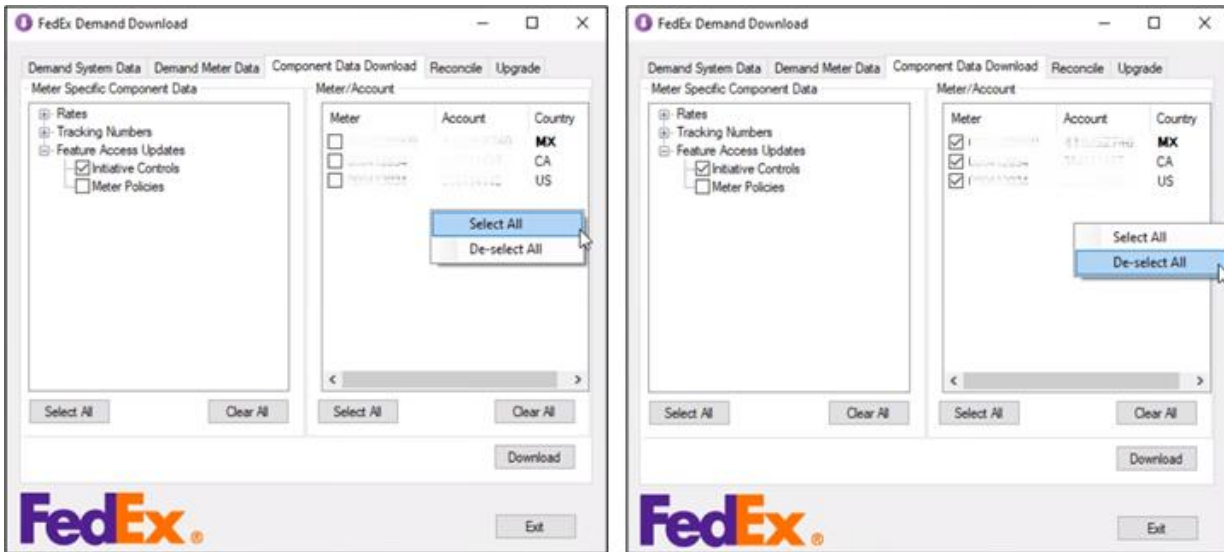 FedEx Demand Download
Demand System Data Demand Meter Data Component Data Download Reconcile Upgrade
Meter Specific Component Data
Rates
Tracking Numbers
Feature Access Updates
Initiative Controls
Meter Policies
Select All Clear All
Meter/Account
Meter Account Country
MX
CA
US
Select All
De-select All
Select All Clear All
Download
FedEx®
Exit
FedEx Demand Download
Demand System Data Demand Meter Data Component Data Download Reconcile Upgrade
Meter Specific Component Data
Rates
Tracking Numbers
Feature Access Updates
Initiative Controls
Meter Policies
Select All Clear All
Meter/Account
Meter Account Country
MX
CA
US
Select All
De-select All
Select All Clear All
Download
FedEx®
Exit